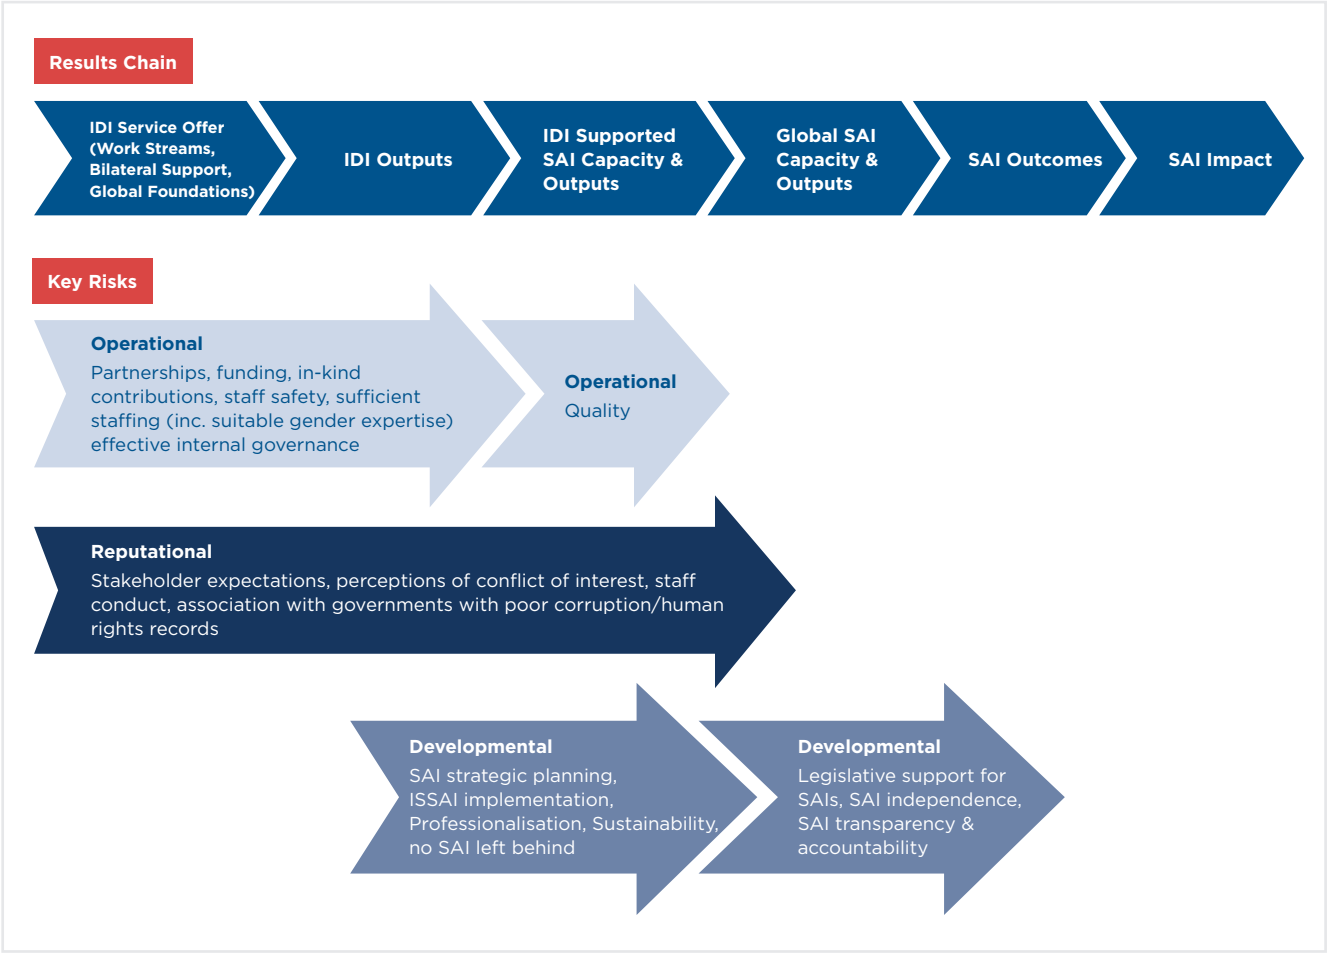 Results Chain
IDI Service Offer
(Work Streams,
Bilateral Support,
Global Foundations)
IDI Outputs
IDI Supported
SAI Capacity &
Outputs
Global SAI
Capacity &
Outputs
SAI Outcomes
SAI Impact
Key Risks
Operational
Partnerships, funding, in-kind
contributions, staff safety, sufficient
staffing (inc. suitable gender expertise)
effective internal governance
Operational
Quality
Reputational
Stakeholder expectations, perceptions of conflict of interest, staff
conduct, association with governments with poor corruption/human
rights records
Developmental
SAI strategic planning,
ISSAI implementation,
Professionalisation, Sustainability,
no SAI left behind
Developmental
Legislative support for
SAIs, SAI independence,
SAI transparency &
accountability